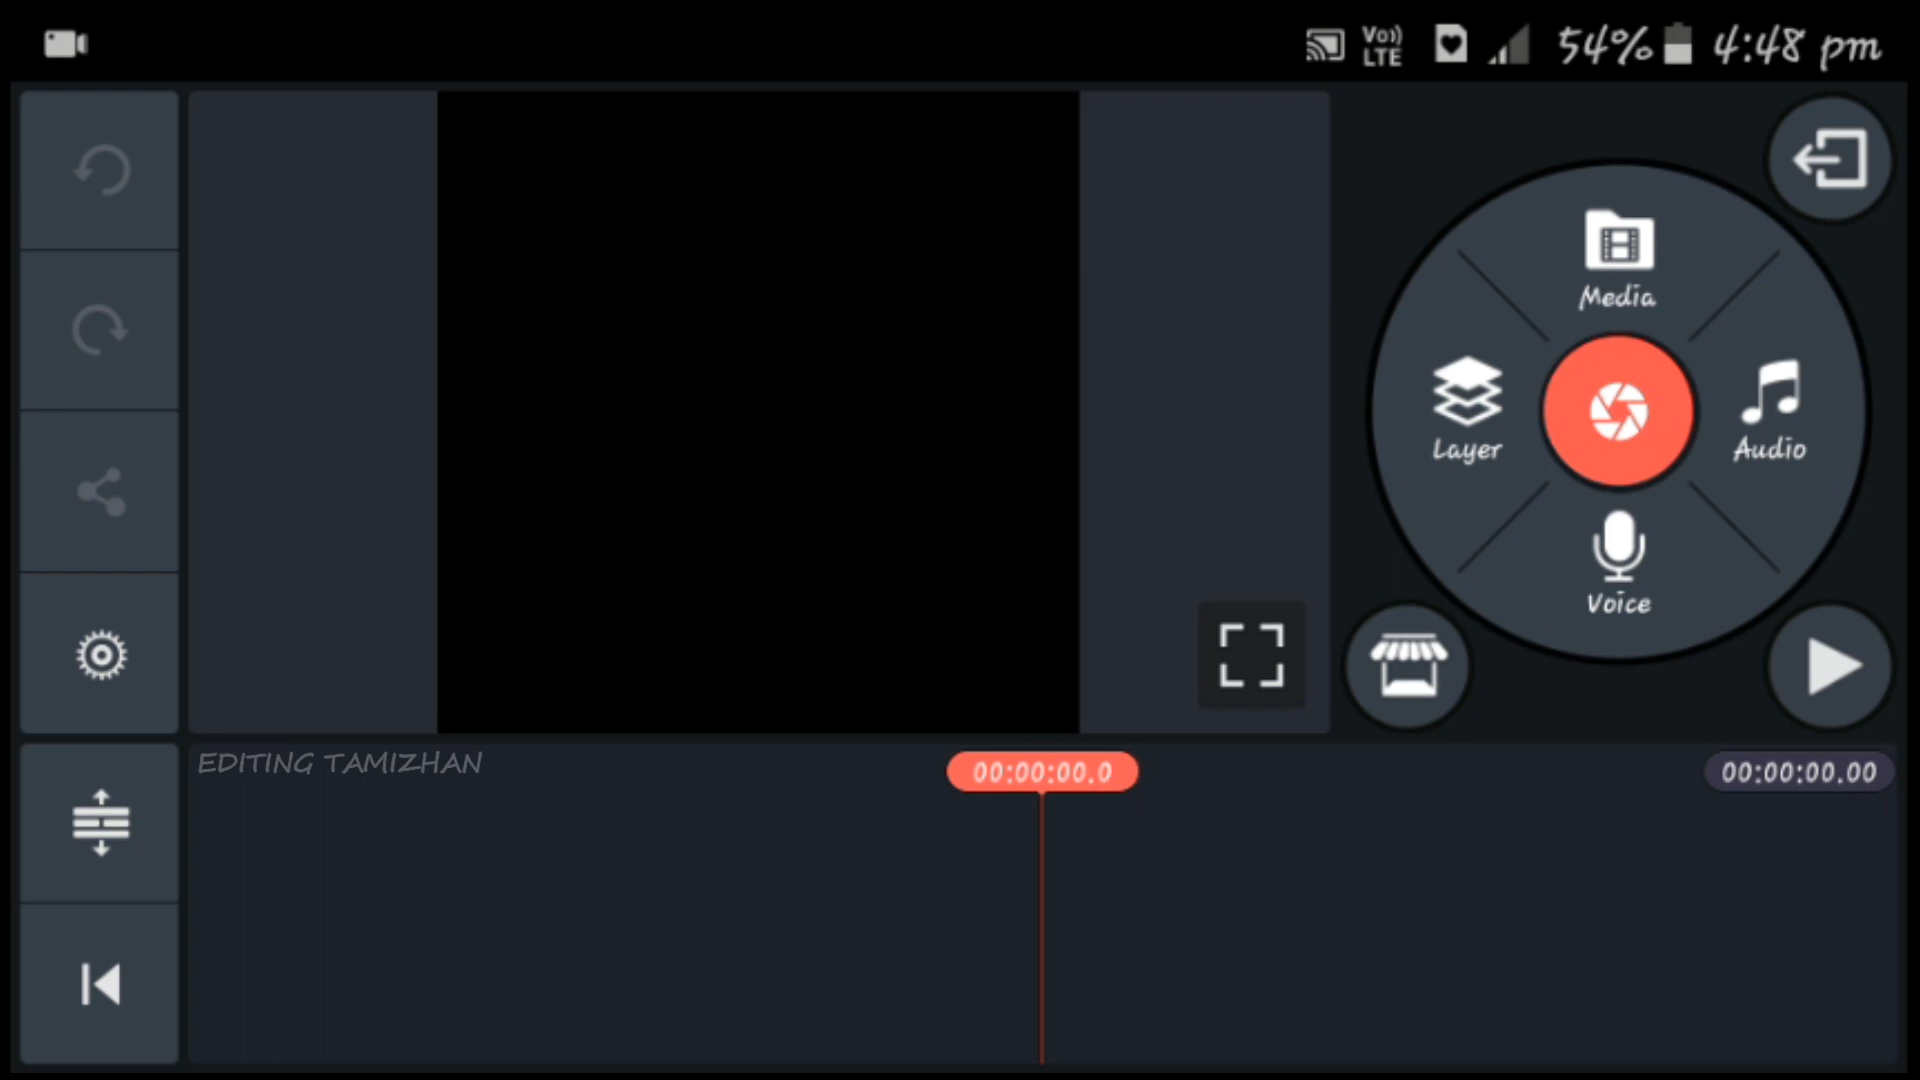 Vo))
LTE
54%
4:48 pm
Media
Layer
Audio
Voice
EDITING TAMIZHAN
00:00:00.0
00:00:00.00